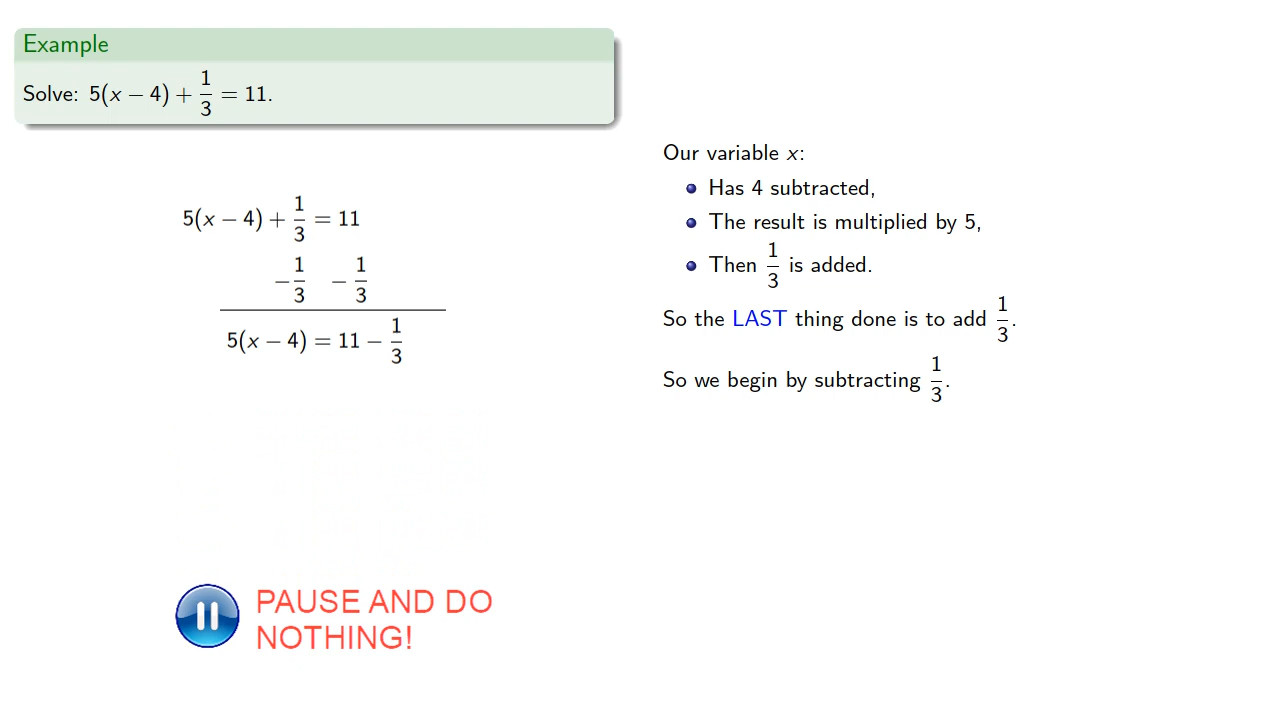 Example
Solve: 5(x − 4) + 1/3 = 11.
5(x − 4) + 1/3 = 11
− 1/3 − 1/3
5(x − 4) = 11 − 1/3
Our variable x:
• Has 4 subtracted,
• The result is multiplied by 5,
• Then 1/3 is added.
So the LAST thing done is to add 1/3.
So we begin by subtracting 1/3.
PAUSE AND DO
NOTHING!